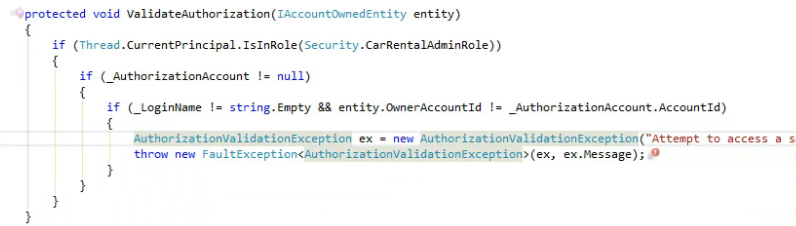 protected void ValidateAuthorization(IAccountOwnedEntity entity)
{
    if (Thread.CurrentPrincipal.IsInRole(Security.CarRentalAdminRole))
    {
        if (_AuthorizationAccount != null)
        {
            if (_LoginName != string.Empty && entity.OwnerAccountId != _AuthorizationAccount.AccountId)
            {
                AuthorizationValidationException ex = new AuthorizationValidationException("Attempt to access a s
                throw new FaultException<AuthorizationValidationException>(ex, ex.Message);
            }
        }
    }
}